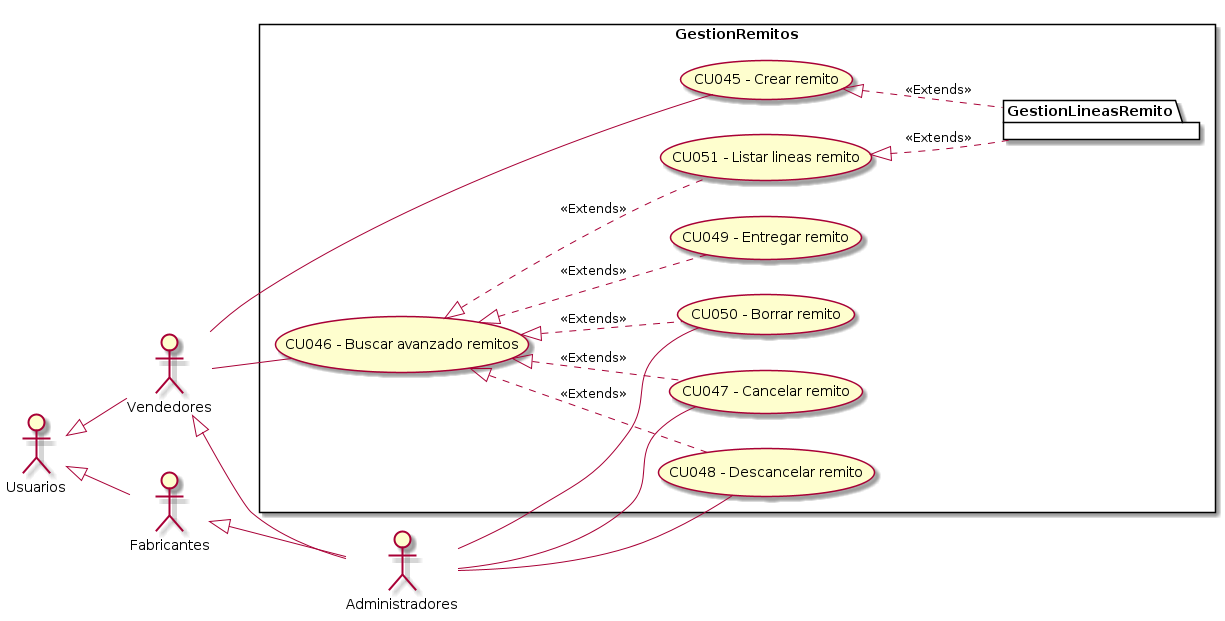 GestionRemitos
CU045 - Crear remito
«Extends»
GestionLineasRemito
«Extends»
CU051 - Listar lineas remito
«Extends»
CU049 - Entregar remito
«Extends»
CU050 - Borrar remito
«Extends»
CU046 - Buscar avanzado remitos
«Extends»
CU047 - Cancelar remito
«Extends»
Vendedores
CU048 - Descancelar remito
Usuarios
Fabricantes
Administradores